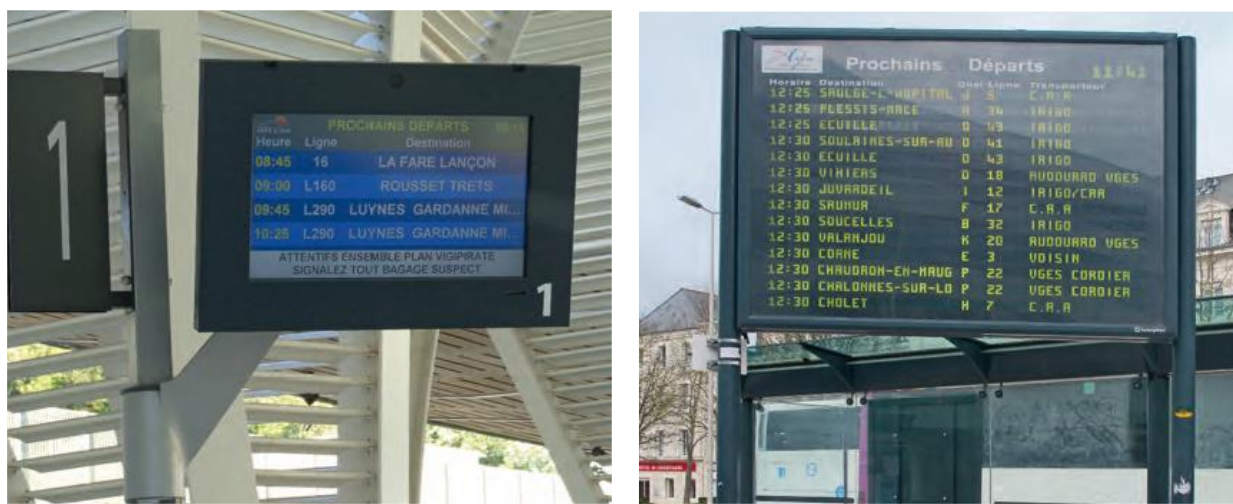 1
PROCHAINS DÉPARTS
Heure Ligne Destination
08:45 16 LA FARE LANÇON
09:00 L160 ROUSSET TRETS
09:45 L290 LUYNES GARDANNE MI...
10:25 L290 LUYNES GARDANNE MI...
ATTENTIFS ENSEMBLE PLAN VIGIPIRATE
SIGNALEZ TOUT BAGAGE SUSPECT
1
Prochains Départs 11:41
Horaire Destination Quai Ligne Transporteur
12:25 SAULGE-L'HOPITAL J 5 C.A.A
12:25 PLESSIS-MACE 34 IRIGO
12:25 ECUILLE D 43 IRIGO
12:30 SOULAINES-SUR-AU D 41 IRIGO
12:30 ECUILLE D 43 IRIGO
12:30 VIHIERS D 18 AUDOUARD VGES
12:30 JUVARDEIL I 12 IRIGO/CAA
12:30 SAUMUR F 17 C.A.A
12:30 SOUCELLES B 32 IRIGO
12:30 VALANJOU K 20 AUDOUARD VGES
12:30 CORNE E 3 VOISIN
12:30 CHAUDRON-EN-MAUG P 22 VGES CORDIER
12:30 CHALONNES-SUR-LO P 22 VGES CORDIER
12:30 CHOLET H 7 C.A.A